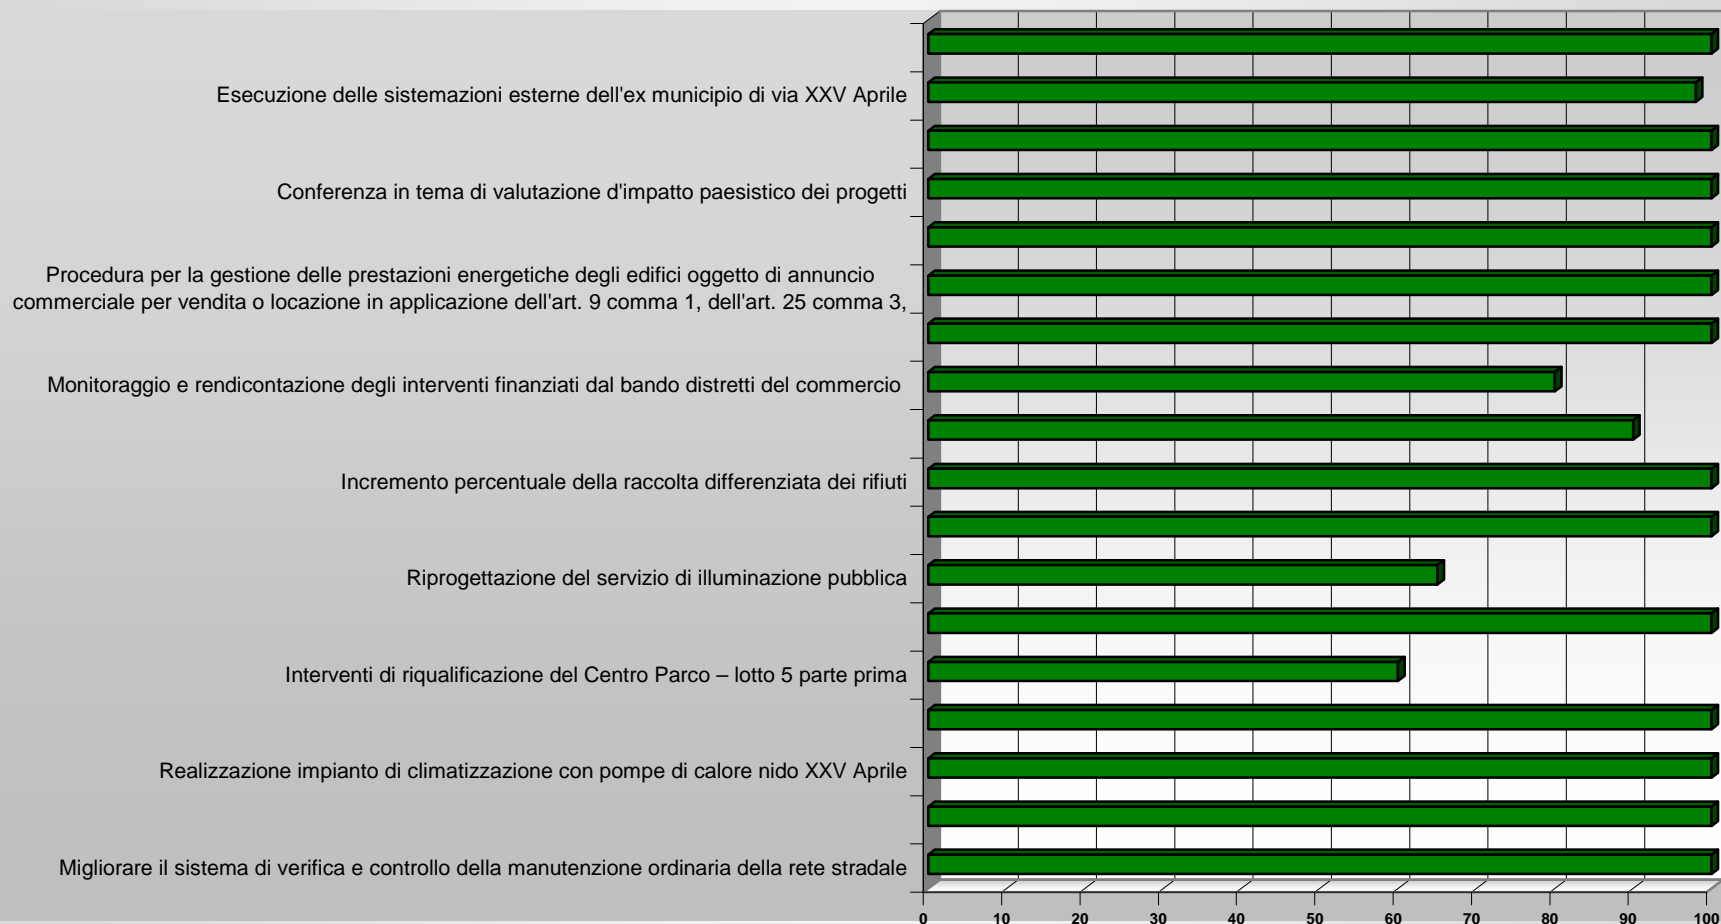 Esecuzione delle sistemazioni esterne dell'ex municipio di via XXV Aprile
Conferenza in tema di valutazione d'impatto paesistico dei progetti
Procedura per la gestione delle prestazioni energetiche degli edifici oggetto di annuncio
commerciale per vendita o locazione in applicazione dell'art. 9 comma 1, dell'art. 25 comma 3,
Monitoraggio e rendicontazione degli interventi finanziati dal bando distretti del commercio
Incremento percentuale della raccolta differenziata dei rifiuti
Riprogettazione del servizio di illuminazione pubblica
Interventi di riqualificazione del Centro Parco – lotto 5 parte prima
Realizzazione impianto di climatizzazione con pompe di calore nido XXV Aprile
Migliorare il sistema di verifica e controllo della manutenzione ordinaria della rete stradale
0 10 20 30 40 50 60 70 80 90 100